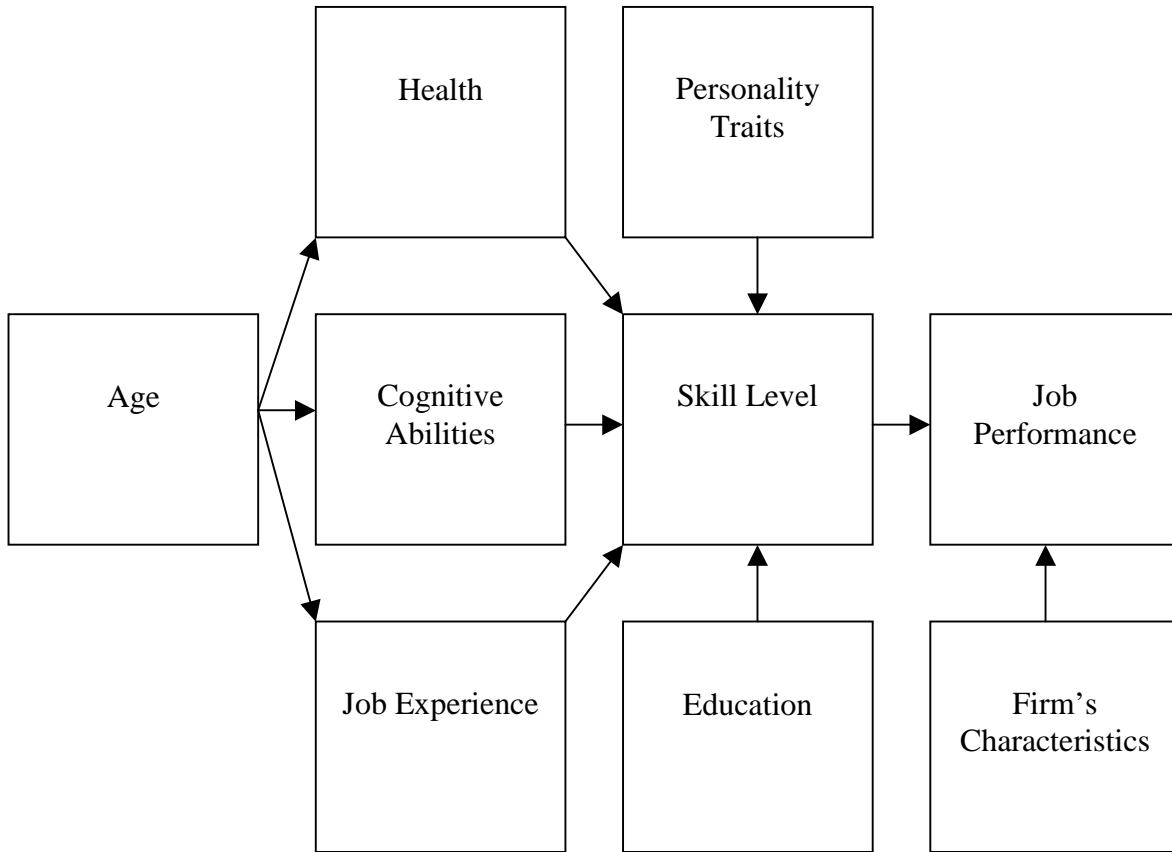 Health
Personality
Traits
Age
Cognitive
Abilities
Skill Level
Job
Performance
Job Experience
Education
Firm’s
Characteristics